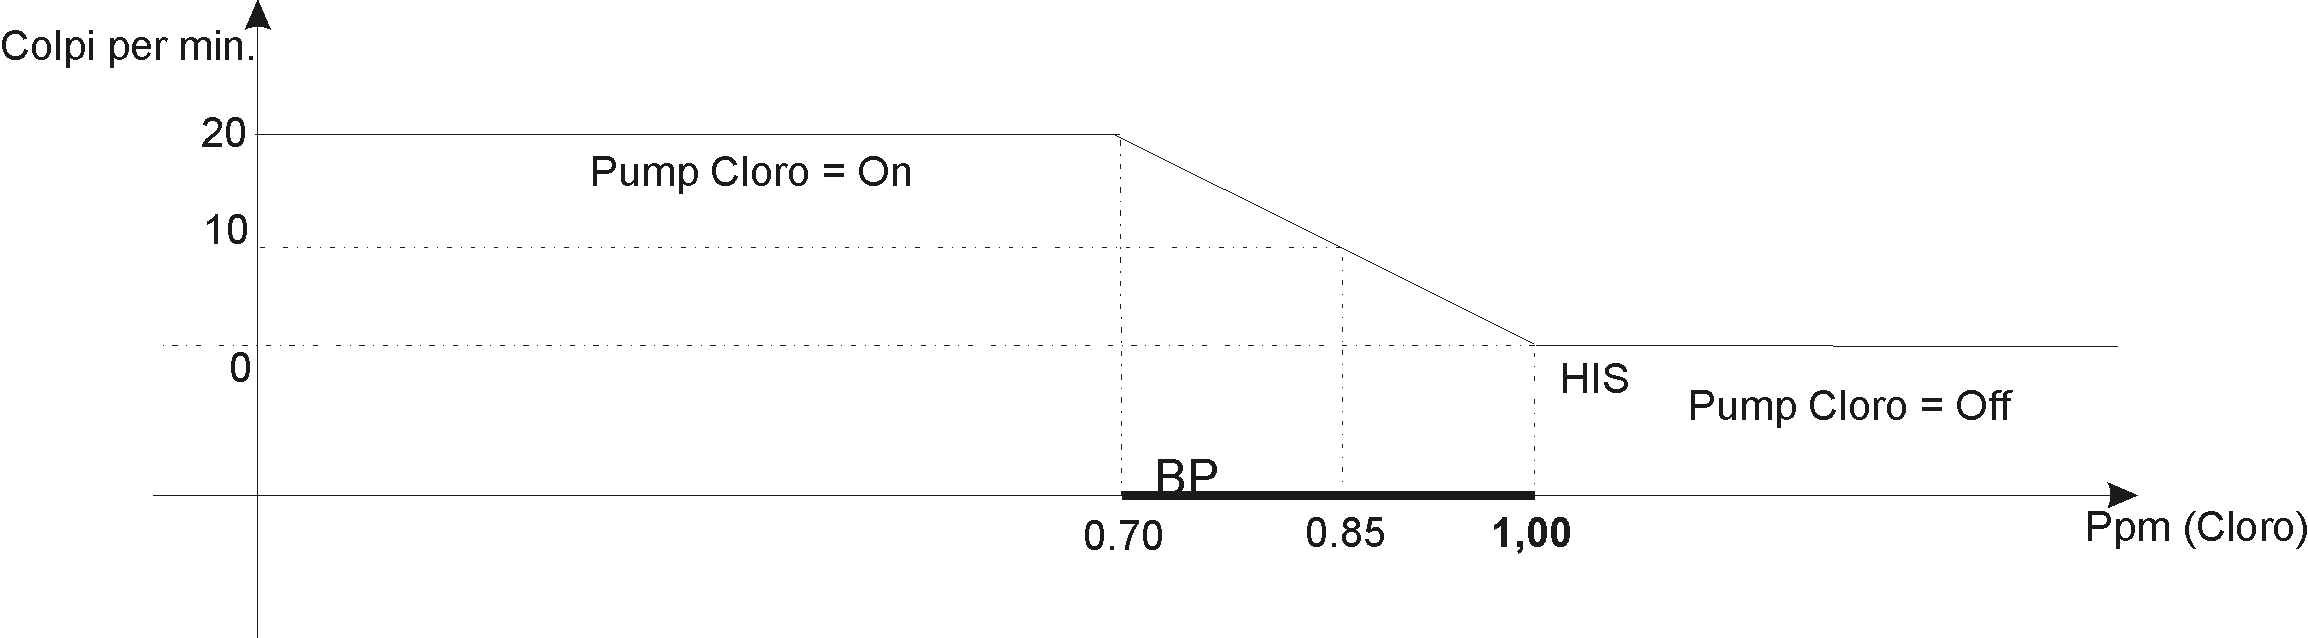 Colpi per min.
20
Pump Cloro = On
10
0
HIS
Pump Cloro = Off
BP
0.70
0.85
1,00
Ppm (Cloro)